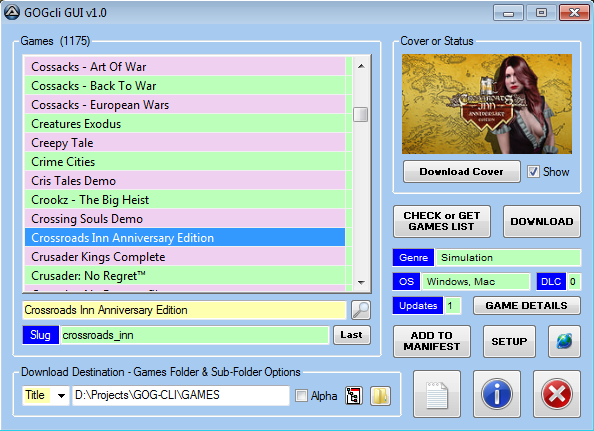 GOGcli GUI v1.0
Games (1175)
Cossacks - Art Of War
Cossacks - Back To War
Cossacks - European Wars
Creatures Exodus
Creepy Tale
Crime Cities
Cris Tales Demo
Crookz - The Big Heist
Crossing Souls Demo
Crossroads Inn Anniversary Edition
Crusader Kings Complete
Crusader: No Regret™
Crossroads Inn Anniversary Edition
Slug crossroads_inn Last
Download Destination - Games Folder & Sub-Folder Options
Title D:\Projects\GOG-CLI\GAMES Alpha
Cover or Status
CROSSROADS
INN
ANNIVERSARY
EDITION
Download Cover Show
CHECK or GET
GAMES LIST
DOWNLOAD
Genre Simulation
OS Windows, Mac DLC 0
Updates 1 GAME DETAILS
ADD TO
MANIFEST
SETUP